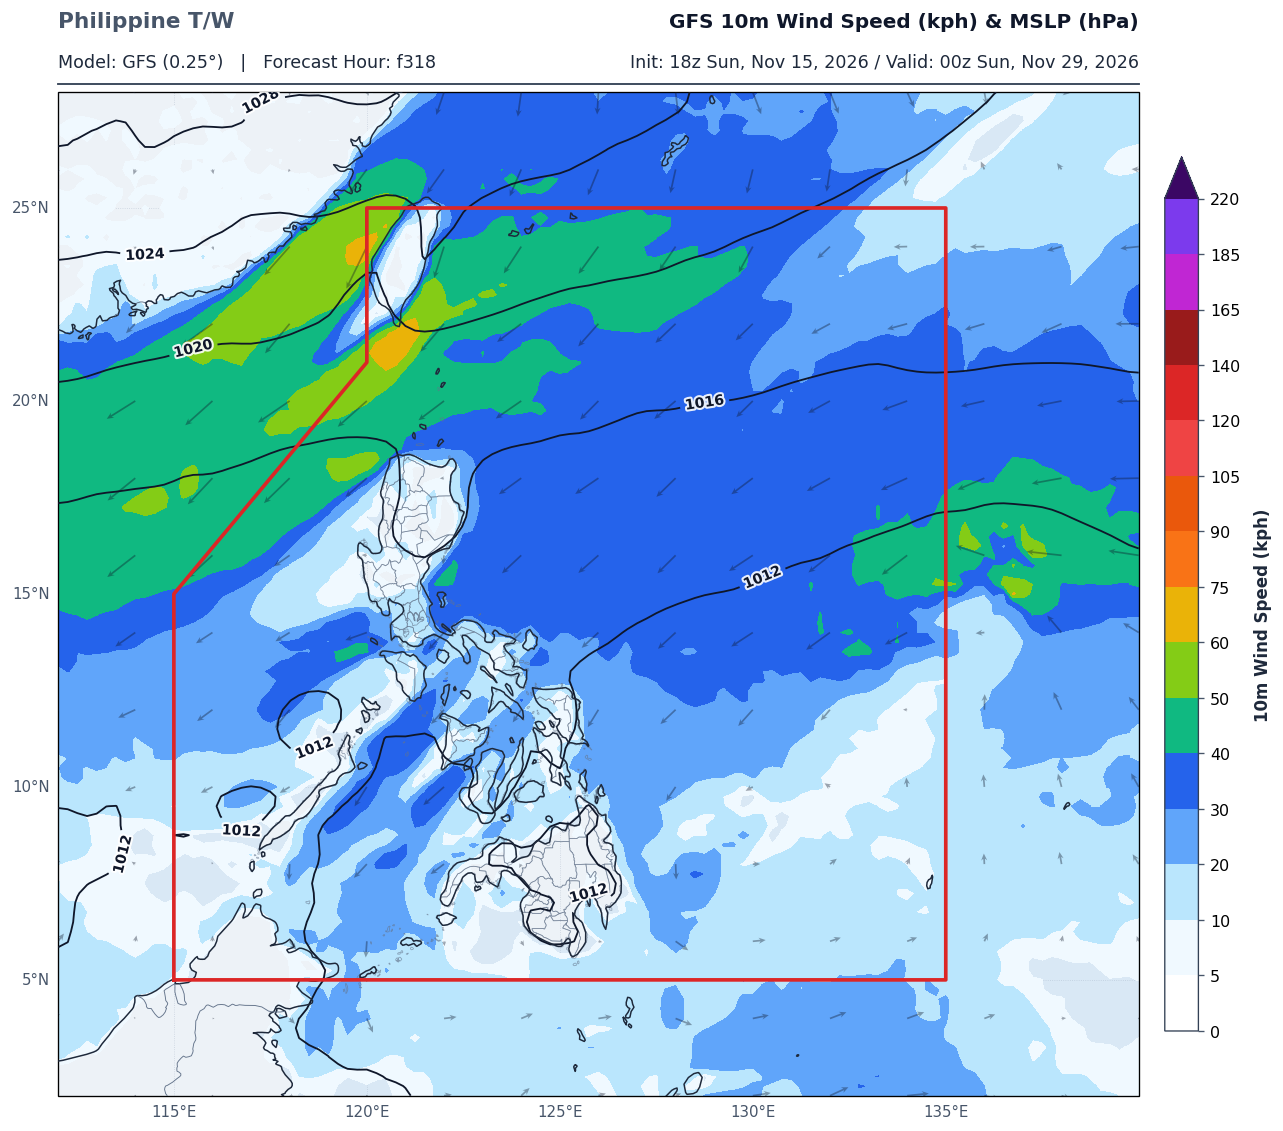 Philippine T/W
GFS 10m Wind Speed (kph) & MSLP (hPa)
Model: GFS (0.25°) | Forecast Hour: f318
Init: 18z Sun, Nov 15, 2026 / Valid: 00z Sun, Nov 29, 2026
1028
25°N
1024
1020
20°N
1016
15°N
1012
1012
10°N
1012
1012
1012
5°N
115°E
120°E
125°E
130°E
135°E
220
185
165
140
120
105
90
75
60
50
40
30
20
10
5
0
10m Wind Speed (kph)